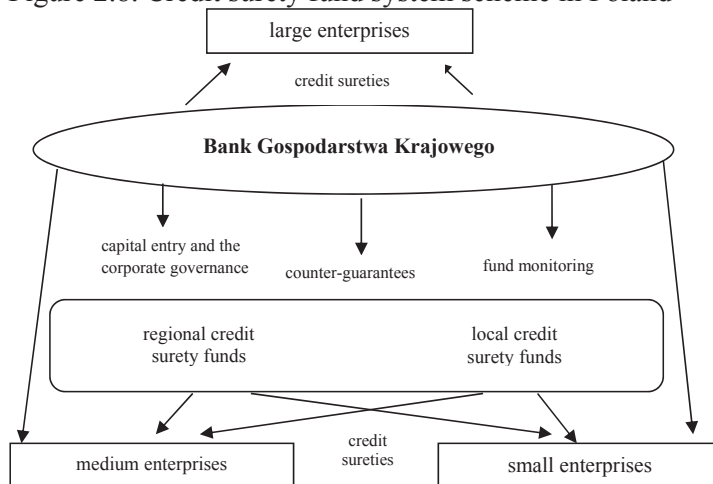 Figure 2.8. Credit surety fund system scheme in Poland
large enterprises
credit sureties
Bank Gospodarstwa Krajowego
capital entry and the
corporate governance
counter-guarantees
fund monitoring
regional credit
surety funds
local credit
surety funds
credit
sureties
medium enterprises
small enterprises